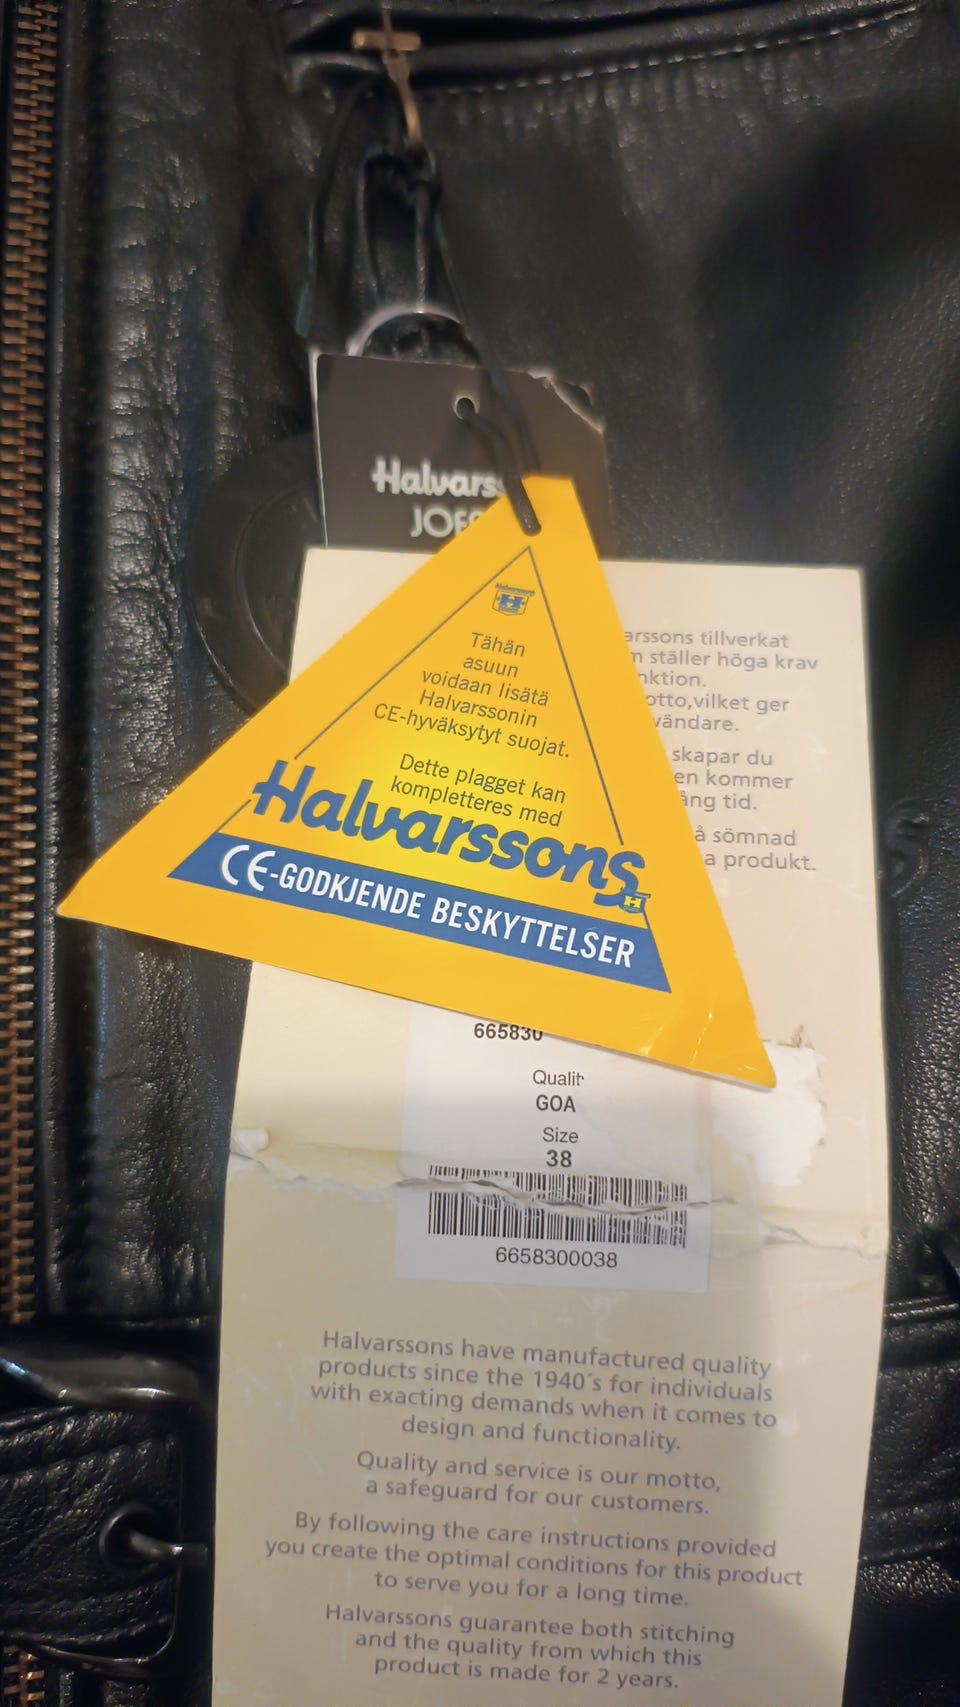 Halvarss
JOFS
Halvarssons
H
Tähän
asuun
voidaan lisätä
Halvarssonin
CE-hyväksytyt suojat.
Dette plagget kan
kompletteres med
Halvarssons
H
CE-GODKJENDE BESKYTTELSER
arssons tillverkat
ställer höga krav
nktion.
otto,vilket ger
vändare.
skapar du
en kommer
ång tid.
å sömnad
a produkt.
665830
Qualit
GOA
Size
38
6658300038
Halvarssons have manufactured quality
products since the 1940´s for individuals
with exacting demands when it comes to
design and functionality.
Quality and service is our motto,
a safeguard for our customers.
By following the care instructions provided
you create the optimal conditions for this product
to serve you for a long time.
Halvarssons guarantee both stitching
and the quality from which this
product is made for 2 years.